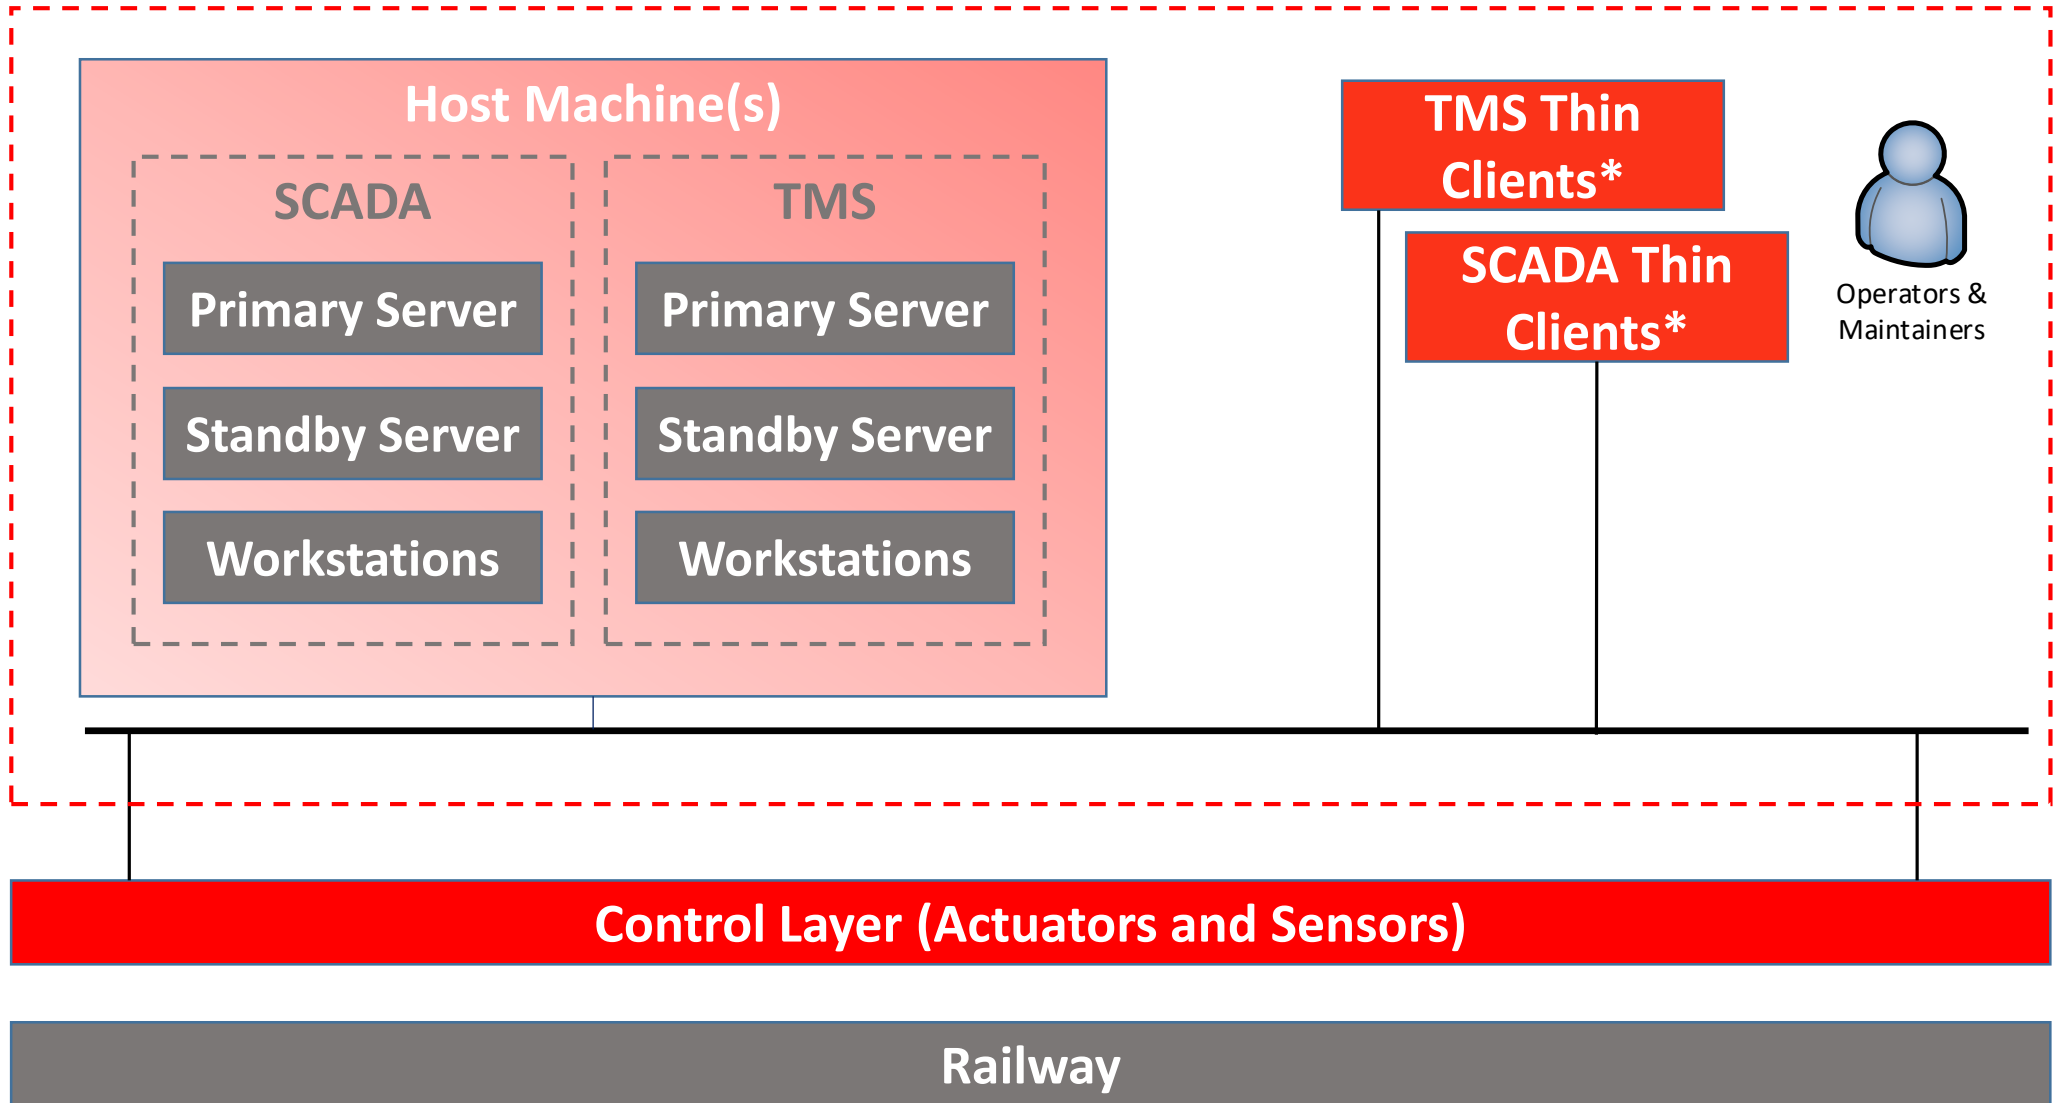 Host Machine(s)
SCADA
Primary Server
Standby Server
Workstations
TMS
Primary Server
Standby Server
Workstations
TMS Thin
Clients*
SCADA Thin
Clients*
Operators &
Maintainers
Control Layer (Actuators and Sensors)
Railway